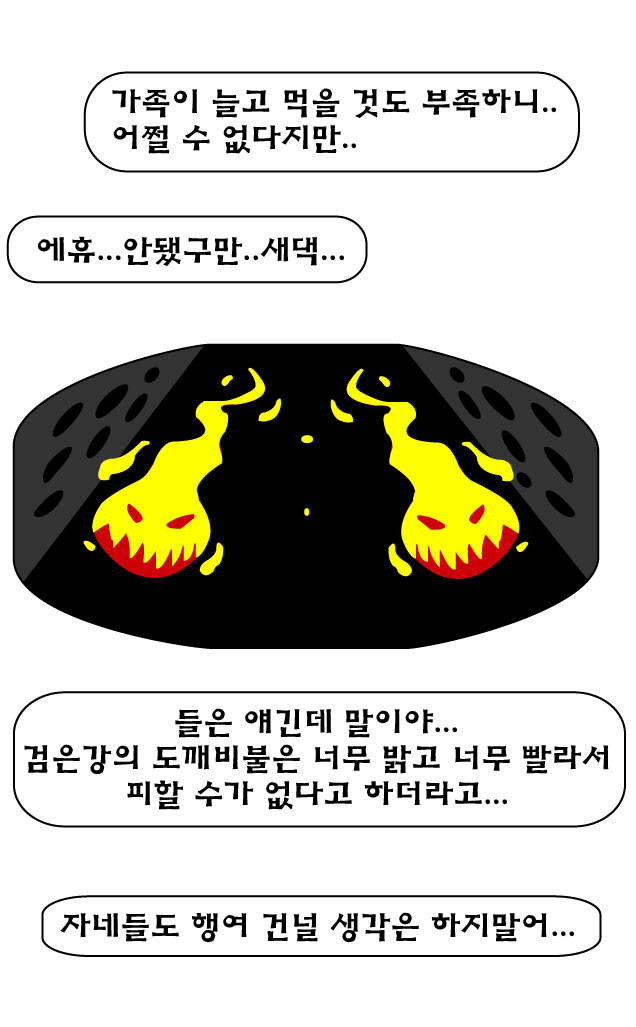 가족이 늘고 먹을 것도 부족하니..
어쩔 수 없다지만..
에휴...안됐구만..새댁...
들은 얘긴데 말이야...
검은강의 도깨비불은 너무 밝고 너무 빨라서
피할 수가 없다고 하더라고...
자네들도 행여 건널 생각은 하지말어...